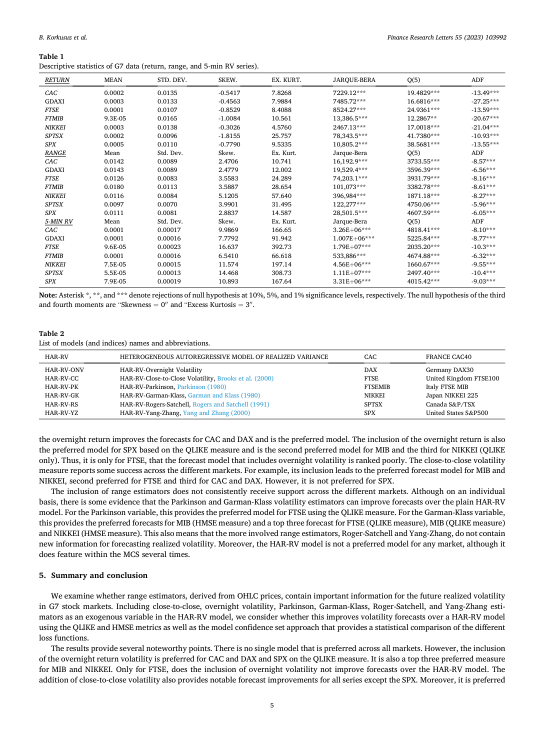 B. Korkusuz et al.
Finance Research Letters 55 (2023) 103992
Table 1
Descriptive statistics of G7 data (return, range, and 5-min RV series).
RETURN MEAN STD. DEV. SKEW. EX. KURT. JARQUE-BERA Q(5) ADF
CAC 0.0002 0.0135 -0.5417 7.8268 7229.12*** 19.4829*** -13.49***
GDAXI 0.0003 0.0133 -0.4563 7.9884 7485.72*** 16.6816*** -27.25***
FTSE 0.0001 0.0107 -0.8529 8.4088 8524.27*** 24.9361*** -13.59***
FTMIB 9.3E-05 0.0165 -1.0084 10.561 13,386.5*** 12.2867** -20.67***
NIKKEI 0.0003 0.0138 -0.3026 4.5760 2467.13*** 17.0018*** -21.04***
SPTSX 0.0002 0.0096 -1.8155 25.757 78,343.5*** 41.7380*** -10.93***
SPX 0.0005 0.0110 -0.7790 9.5335 10,805.2*** 38.5681*** -13.55***
RANGE Mean Std. Dev. Skew. Ex. Kurt. Jarque-Bera Q(5) ADF
CAC 0.0142 0.0089 2.4706 10.741 16,192.9*** 3733.55*** -8.57***
GDAXI 0.0143 0.0089 2.4779 12.002 19,529.4*** 3596.39*** -6.56***
FTSE 0.0126 0.0083 3.5583 24.289 74,203.1*** 3931.79*** -8.16***
FTMIB 0.0180 0.0113 3.5887 28.654 101,073*** 3382.78*** -8.61***
NIKKEI 0.0116 0.0084 5.1205 57.640 394,984*** 1871.18*** -8.27***
SPTSX 0.0097 0.0070 3.9901 31.495 122,277*** 4750.06*** -5.96***
SPX 0.0111 0.0081 2.8837 14.587 28,501.5*** 4607.59*** -6.05***
5-MIN RV Mean Std. Dev. Skew. Ex. Kurt. Jarque-Bera Q(5) ADF
CAC 0.0001 0.00017 9.9869 166.65 3.26E+06*** 4818.41*** -8.10***
GDAXI 0.0001 0.00016 7.7792 91.942 1.007E+06*** 5225.84*** -8.77***
FTSE 9.6E-05 0.00023 16.637 392.73 1.79E+07*** 2035.20*** -10.3***
FTMIB 0.0001 0.00016 6.5410 66.618 533,886*** 4674.88*** -6.32***
NIKKEI 7.5E-05 0.00015 11.574 197.14 4.56E+06*** 1660.67*** -9.55***
SPTSX 5.5E-05 0.00013 14.468 308.73 1.11E+07*** 2497.40*** -10.4***
SPX 7.9E-05 0.00019 10.893 167.64 3.31E+06*** 4015.42*** -9.03***
Note: Asterisk *, **, and *** denote rejections of null hypothesis at 10%, 5%, and 1% significance levels, respectively. The null hypothesis of the third
and fourth moments are “Skewness = 0” and “Excess Kurtosis = 3”.
Table 2
List of models (and indices) names and abbreviations.
HAR-RV HETEROGENEOUS AUTOREGRESSIVE MODEL OF REALIZED VARIANCE CAC FRANCE CAC40
HAR-RV-ONV HAR-RV-Overnight Volatility DAX Germany DAX30
HAR-RV-CC HAR-RV-Close-to-Close Volatility, Brooks et al. (2000) FTSE United Kingdom FTSE100
HAR-RV-PK HAR-RV-Parkinson, Parkinson (1980) FTSEMIB Italy FTSE MIB
HAR-RV-GK HAR-RV-Garman-Klass, Garman and Klass (1980) NIKKEI Japan NIKKEI 225
HAR-RV-RS HAR-RV-Rogers-Satchell, Rogers and Satchell (1991) SPTSX Canada S&P/TSX
HAR-RV-YZ HAR-RV-Yang-Zhang, Yang and Zhang (2000) SPX United States S&P500
the overnight return improves the forecasts for CAC and DAX and is the preferred model. The inclusion of the overnight return is also
the preferred model for SPX based on the QLIKE measure and is the second preferred model for MIB and the third for NIKKEI (QLIKE
only). Thus, it is only for FTSE, that the forecast model that includes overnight volatility is ranked poorly. The close-to-close volatility
measure reports some success across the different markets. For example, its inclusion leads to the preferred forecast model for MIB and
NIKKEI, second preferred for FTSE and third for CAC and DAX. However, it is not preferred for SPX.
The inclusion of range estimators does not consistently receive support across the different markets. Although on an individual
basis, there is some evidence that the Parkinson and Garman-Klass volatility estimators can improve forecasts over the plain HAR-RV
model. For the Parkinson variable, this provides the preferred model for FTSE using the QLIKE measure. For the Garman-Klass variable,
this provides the preferred forecasts for MIB (HMSE measure) and a top three forecast for FTSE (QLIKE measure), MIB (QLIKE measure)
and NIKKEI (HMSE measure). This also means that the more involved range estimators, Roger-Satchell and Yang-Zhang, do not contain
new information for forecasting realized volatility. Moreover, the HAR-RV model is not a preferred model for any market, although it
does feature within the MCS several times.
5. Summary and conclusion
We examine whether range estimators, derived from OHLC prices, contain important information for the future realized volatility
in G7 stock markets. Including close-to-close, overnight volatility, Parkinson, Garman-Klass, Roger-Satchell, and Yang-Zhang esti-
mators as an exogenous variable in the HAR-RV model, we consider whether this improves volatility forecasts over a HAR-RV model
using the QLIKE and HMSE metrics as well as the model confidence set approach that provides a statistical comparison of the different
loss functions.
The results provide several noteworthy points. There is no single model that is preferred across all markets. However, the inclusion
of the overnight return volatility is preferred for CAC and DAX and SPX on the QLIKE measure. It is also a top three preferred measure
for MIB and NIKKEI. Only for FTSE, does the inclusion of overnight volatility not improve forecasts over the HAR-RV model. The
addition of close-to-close volatility also provides notable forecast improvements for all series except the SPX. Moreover, it is preferred
5